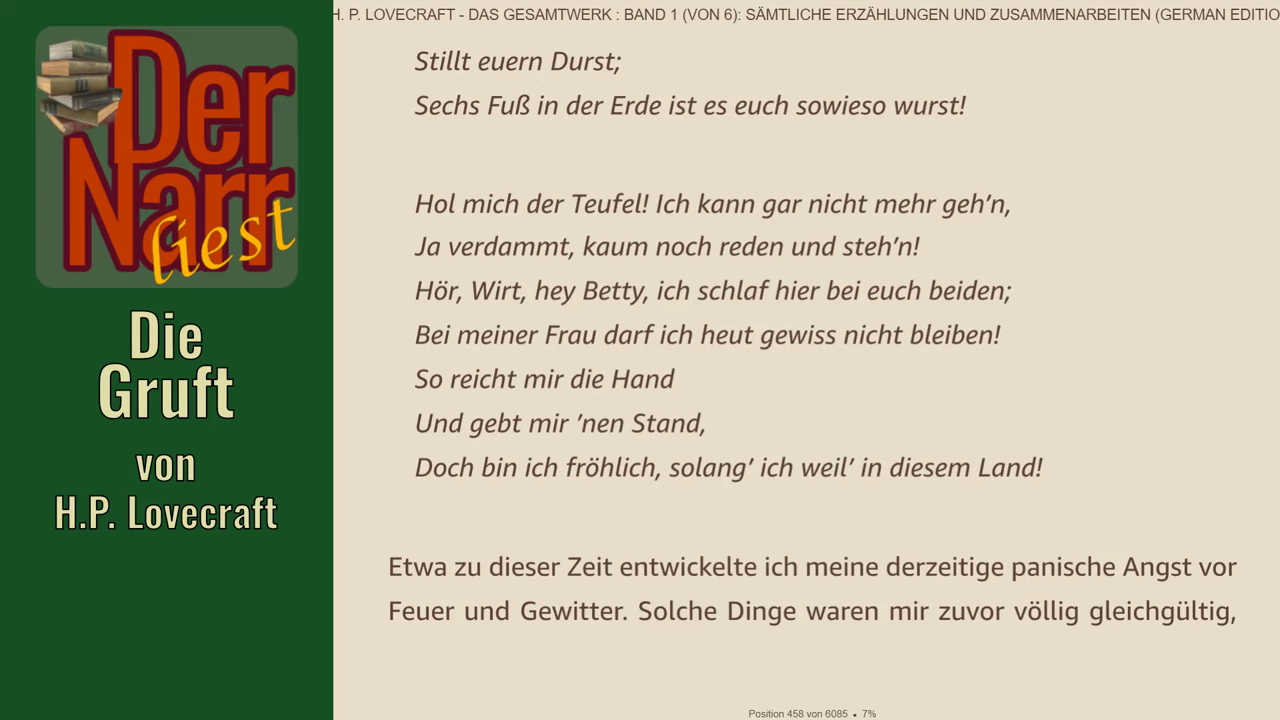 H. P. LOVECRAFT - DAS GESAMTWERK : BAND 1 (VON 6): SÄMTLICHE ERZÄHLUNGEN UND ZUSAMMENARBEITEN (GERMAN EDITIO
Der
Narr
liest
Die
Gruft
von
H.P. Lovecraft
Stillt euern Durst;
Sechs Fuß in der Erde ist es euch sowieso wurst!
Hol mich der Teufel! Ich kann gar nicht mehr geh’n,
Ja verdammt, kaum noch reden und steh’n!
Hör, Wirt, hey Betty, ich schlaf hier bei euch beiden;
Bei meiner Frau darf ich heut gewiss nicht bleiben!
So reicht mir die Hand
Und gebt mir ’nen Stand,
Doch bin ich fröhlich, solang’ ich weil’ in diesem Land!
Etwa zu dieser Zeit entwickelte ich meine derzeitige panische Angst vor
Feuer und Gewitter. Solche Dinge waren mir zuvor völlig gleichgültig,
Position 458 von 6085 • 7%